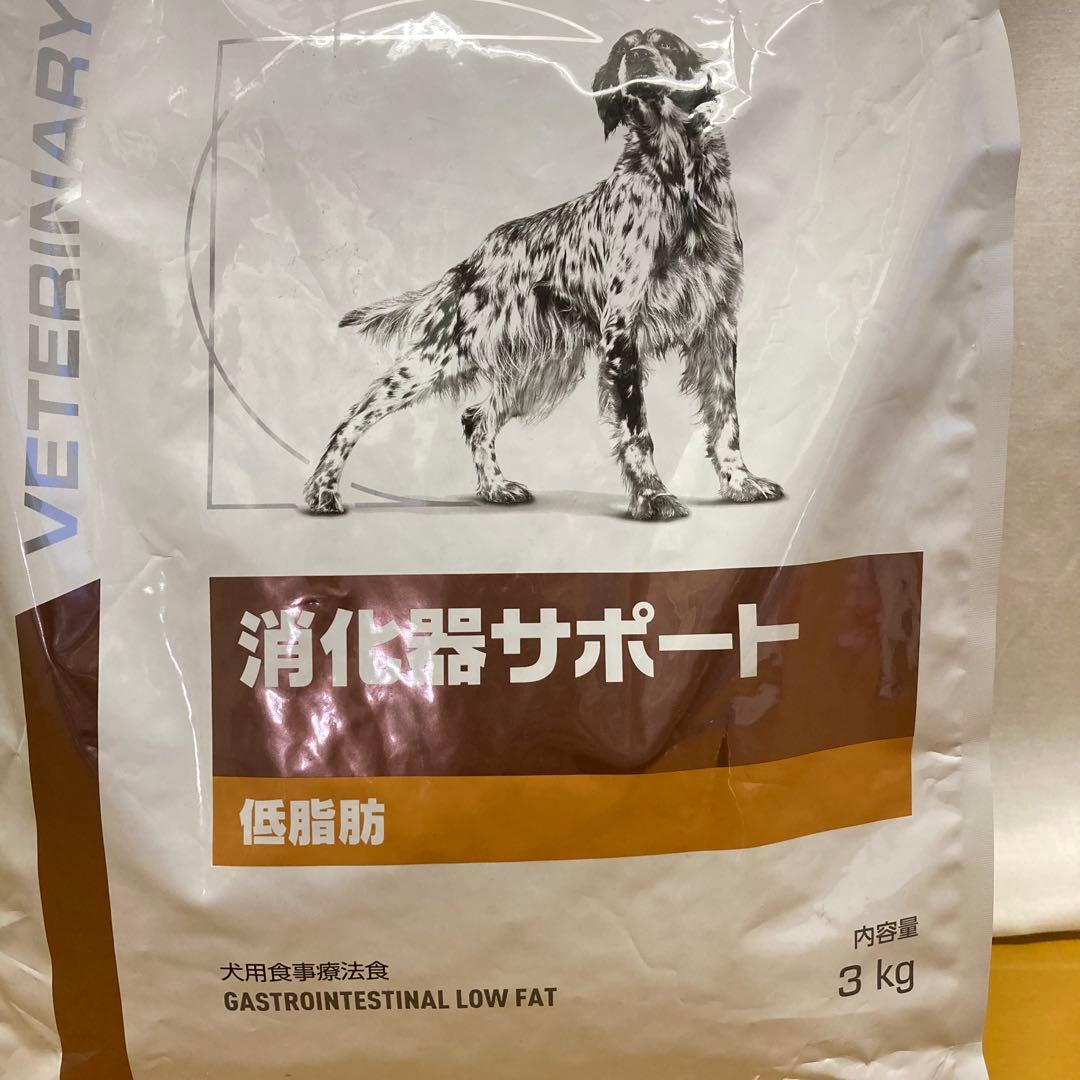 VETERINARY
消化器サポート
低脂肪
犬用食事療法食
GASTROINTESTINAL LOW FAT
内容量
3 kg